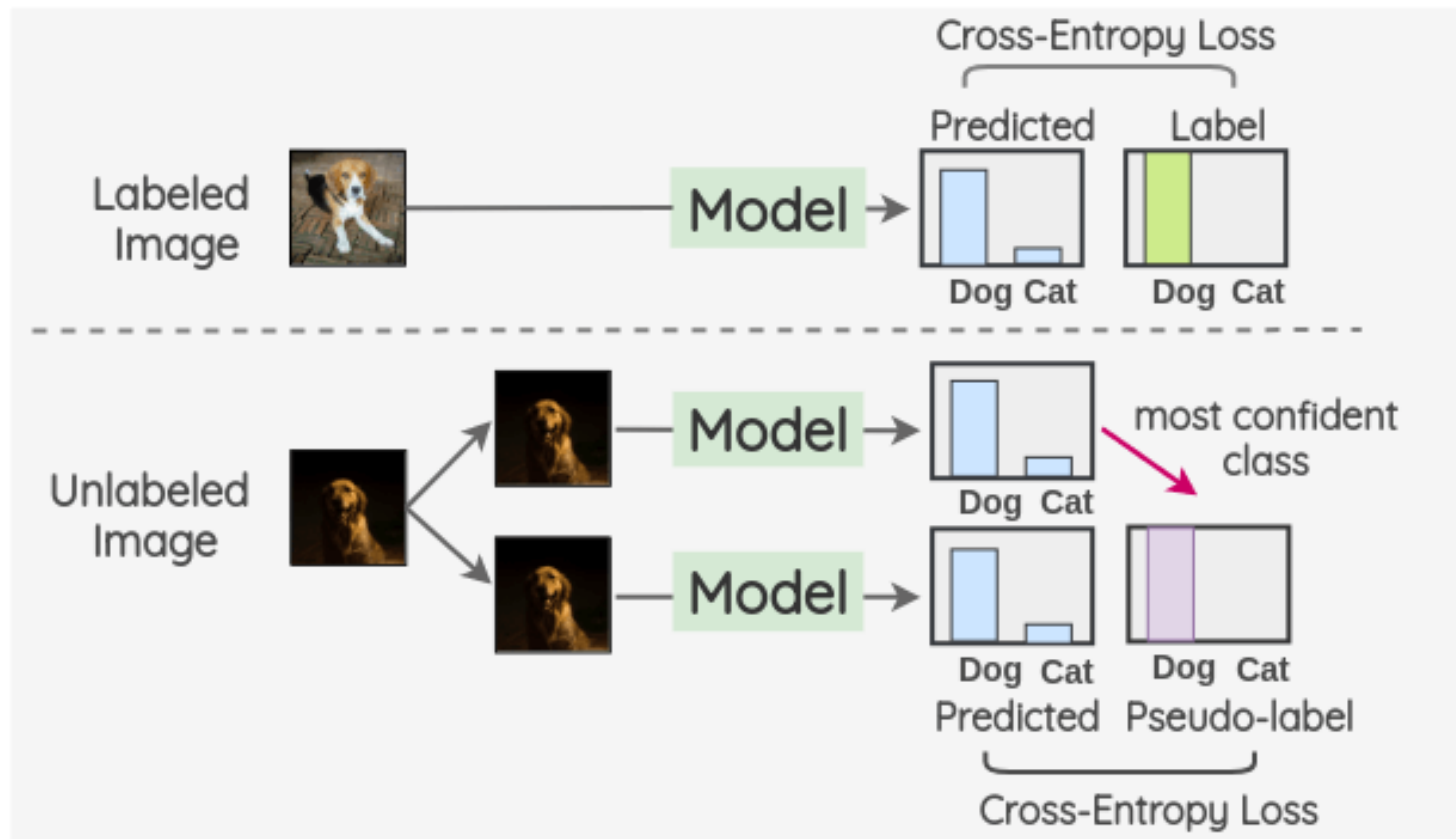 Cross-Entropy Loss
Predicted
Label
Labeled
Image
Model
Dog Cat
Dog Cat
Unlabeled
Image
Model
Dog Cat
most confident
class
Model
Dog Cat
Dog Cat
Predicted
Pseudo-label
Cross-Entropy Loss